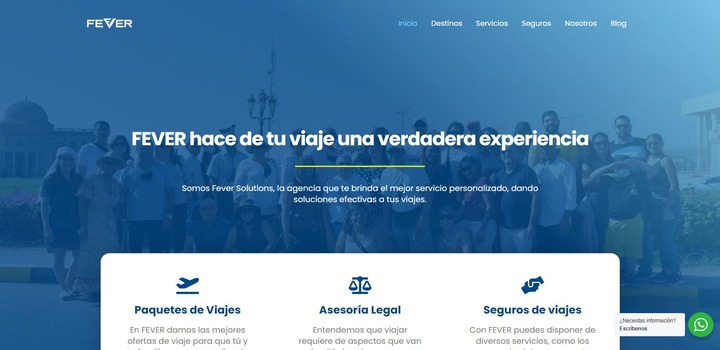 FEVER
Inicio
Destinos
Servicios
Seguros
Nosotros
Blog
FEVER hace de tu viaje una verdadera experiencia
Somos Fever Solutions, la agencia que te brinda el mejor servicio personalizado, dando
soluciones efectivas a tus viajes.
Paquetes de Viajes
En FEVER damos las mejores
ofertas de viaje para que tú y
Asesoría Legal
Entendemos que viajar
requiere de aspectos que van
Seguros de viajes
Con FEVER puedes disponer de
diversos servicios, como los
¿Necesitas información?
Escríbenos